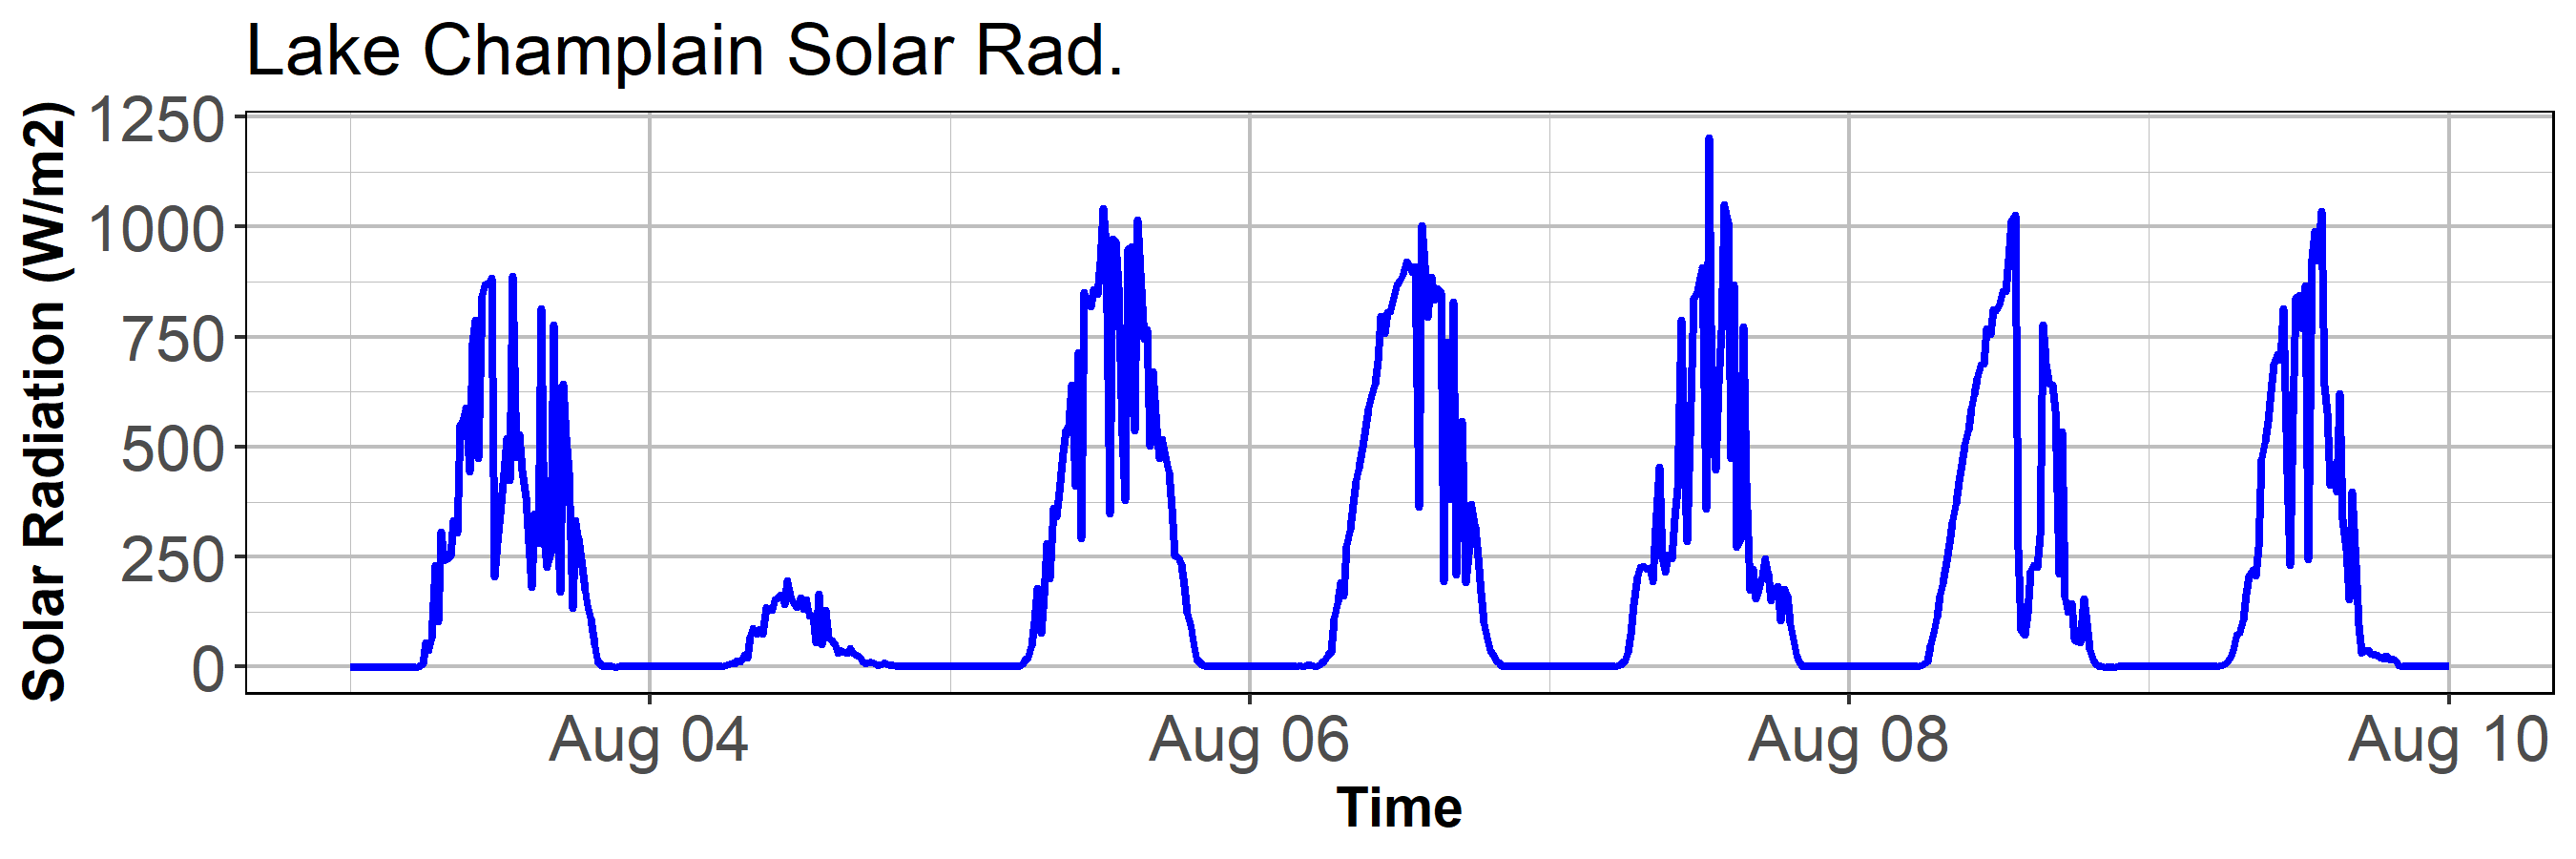 Lake Champlain Solar Rad.
Solar Radiation (W/m2)
1250
1000
750
500
250
0
Aug 04 Aug 06 Aug 08 Aug 10
Time